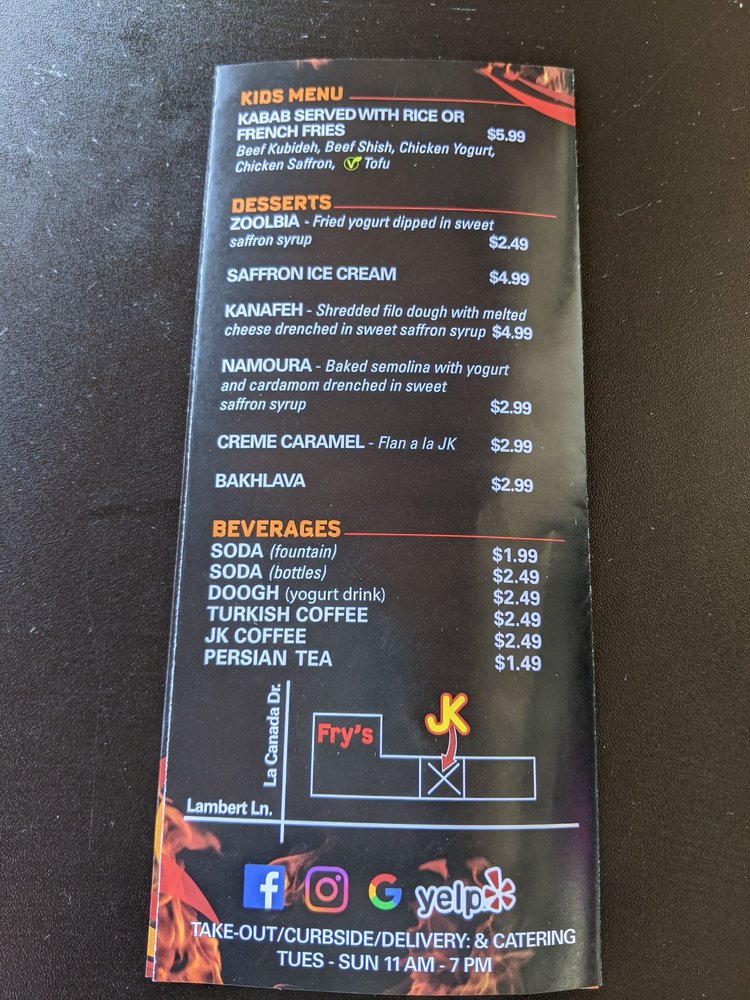 KIDS MENU
KABAB SERVED WITH RICE OR
FRENCH FRIES $5.99
Beef Kubideh, Beef Shish, Chicken Yogurt,
Chicken Saffron, V Tofu
DESSERTS
ZOOLBIA - Fried yogurt dipped in sweet
saffron syrup $2.49
SAFFRON ICE CREAM $4.99
KANAFEH - Shredded filo dough with melted
cheese drenched in sweet saffron syrup $4.99
NAMOURA - Baked semolina with yogurt
and cardamom drenched in sweet
saffron syrup $2.99
CREME CARAMEL - Flan a la JK $2.99
BAKHLAVA $2.99
BEVERAGES
SODA (fountain) $1.99
SODA (bottles) $2.49
DOOGH (yogurt drink) $2.49
TURKISH COFFEE $2.49
JK COFFEE $2.49
PERSIAN TEA $1.49
La Canada Dr.
JK
Fry's
Lambert Ln.
f G yelp
TAKE-OUT/CURBSIDE/DELIVERY: & CATERING
TUES - SUN 11 AM - 7 PM